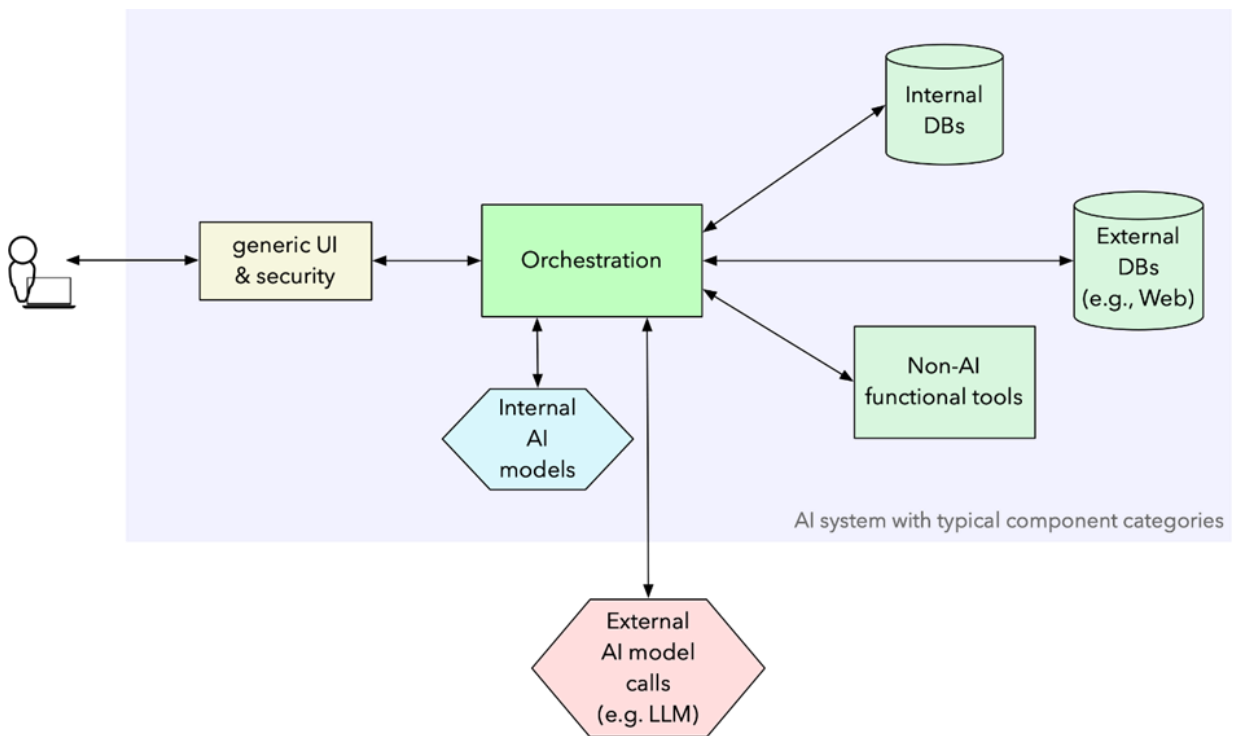 Internal
DBs
generic UI
& security
Orchestration
External
DBs
(e.g., Web)
Non-AI
functional tools
Internal
AI
models
AI system with typical component categories
External
AI model
calls
(e.g. LLM)